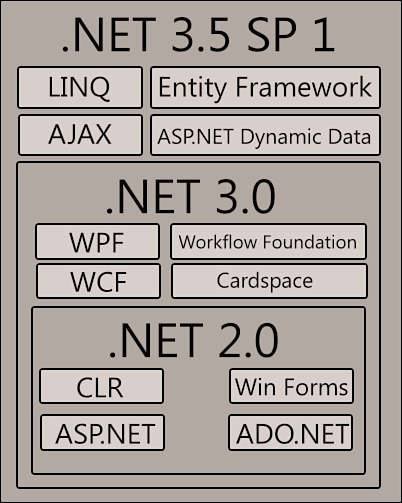 .NET 3.5 SP 1
LINQ
Entity Framework
AJAX
ASP.NET Dynamic Data
.NET 3.0
WPF
Workflow Foundation
WCF
Cardspace
.NET 2.0
CLR
Win Forms
ASP.NET
ADO.NET